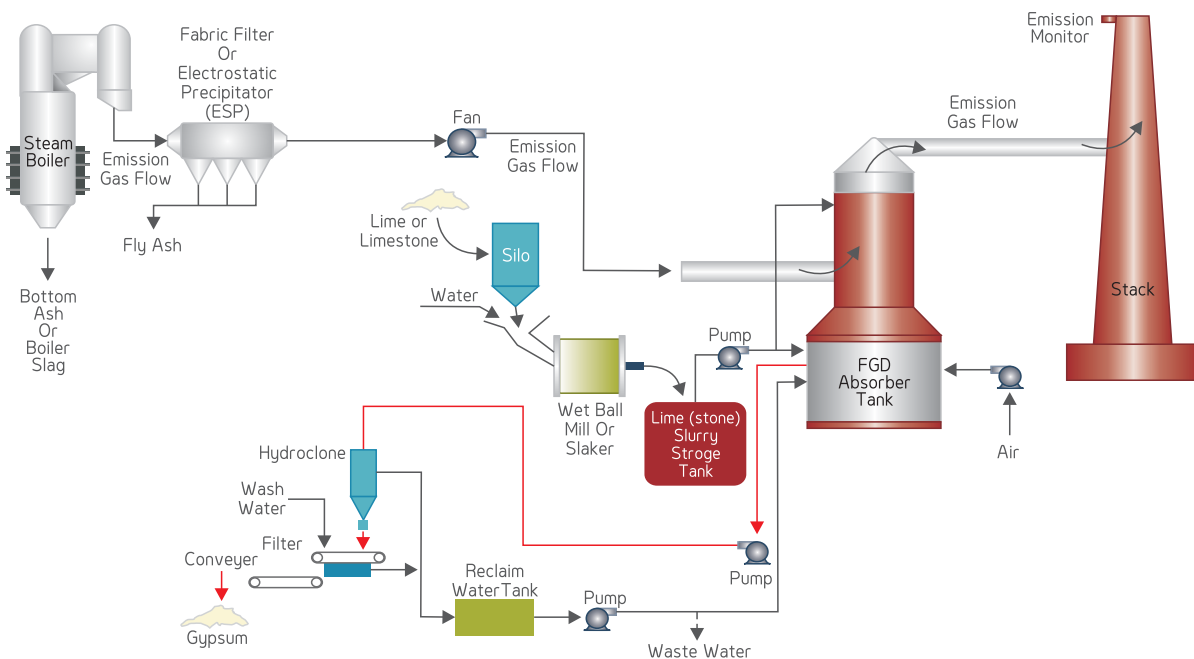 Emission
Monitor
Fabric Filter
Or
Electrostatic
Precipitator
(ESP)
Fan
Emission
Gas Flow
Steam
Boiler
Emission
Gas Flow
Emission
Gas Flow
Fly Ash
Lime or
Limestone
Silo
Water
Bottom
Ash
Or
Boiler
Slag
Stack
Pump
FGD
Absorber
Tank
Wet Ball
Mill Or
Slaker
Lime (stone)
Slurry
Stroge
Tank
Air
Hydroclone
Wash
Water
Filter
Conveyer
Gypsum
Reclaim
WaterTank
Pump
Pump
Waste Water